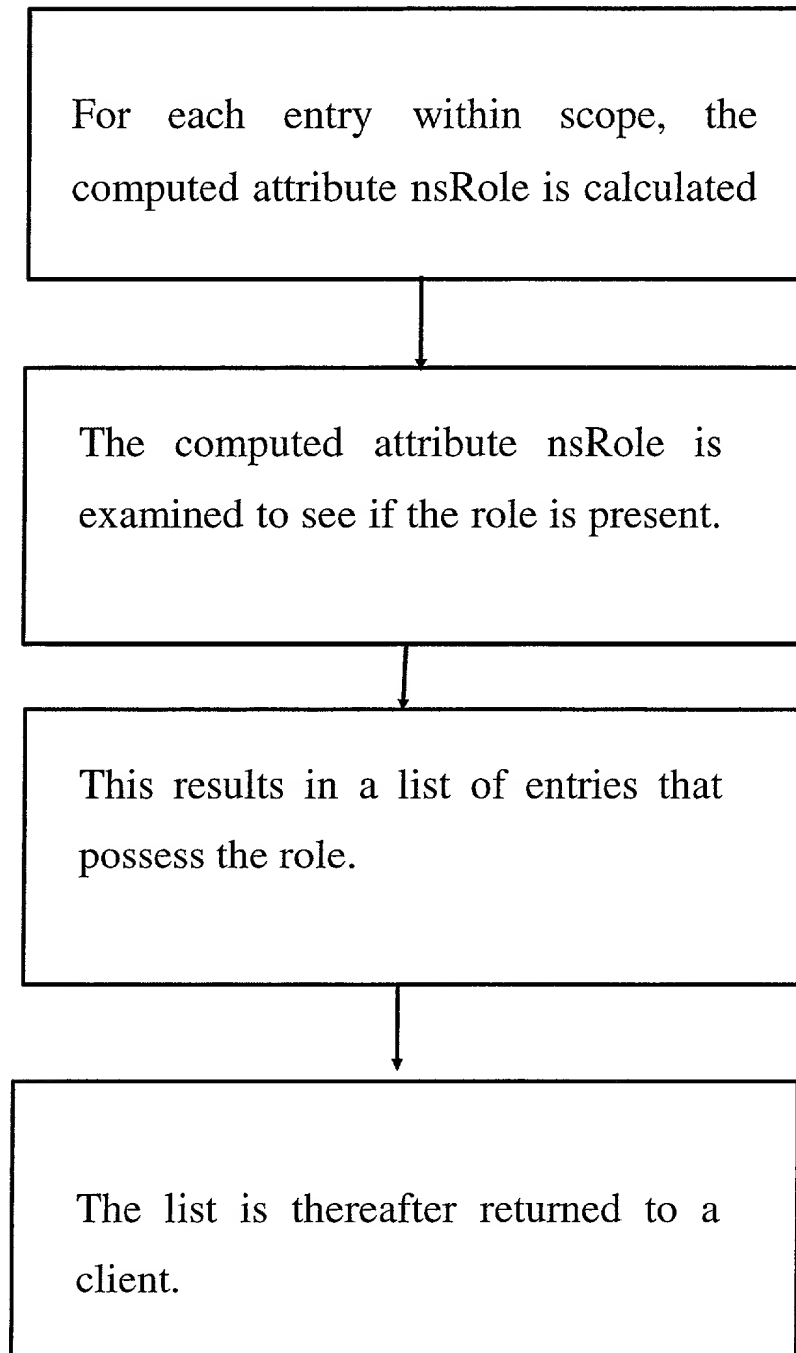 For each entry within scope, the
computed attribute nsRole is calculated
The computed attribute nsRole is
examined to see if the role is present.
This results in a list of entries that
possess the role.
The list is thereafter returned to a
client.